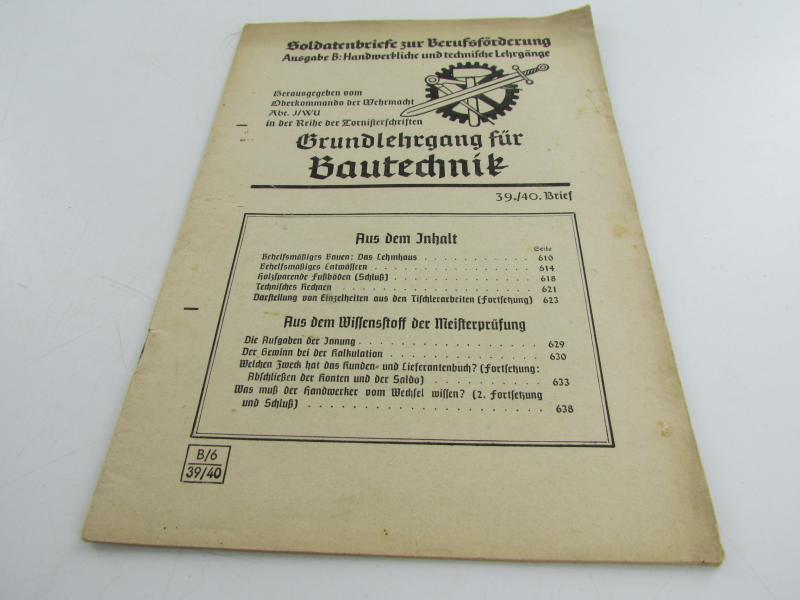 Soldatenbriefe zur Berufsförderung
Ausgabe B: Handwerkliche und technische Lehrgänge
Herausgegeben vom
Oberkommando der Wehrmacht
Abt. J/WU
in der Reihe der Tornisterschriften
Grundlehrgang für
Bautechnik
39./40. Brief
Aus dem Inhalt
Seite
Behelfsmäßiges Bauen: Das Lehmhaus . . . . . . . . . . . 610
Behelfsmäßiges Entwässern . . . . . . . . . . . . . . . 614
Holzsparende Fußböden (Schluß) . . . . . . . . . . . . . 618
Technisches Rechnen . . . . . . . . . . . . . . . . . . 621
Darstellung von Einzelheiten aus den Tischlerarbeiten (Fortsetzung) 623
Aus dem Wissensstoff der Meisterprüfung
Die Aufgaben der Innung . . . . . . . . . . . . . . . . 629
Der Gewinn bei der Kalkulation . . . . . . . . . . . . . 630
Welchen Zweck hat das Kunden- und Lieferantenbuch? (Fortsetzung:
Abschließen der Konten und der Saldo) . . . . . . . . . . 633
Was muß der Handwerker vom Wechsel wissen? (2. Fortsetzung
und Schluß) . . . . . . . . . . . . . . . . . . . . . . 638
B/6
39/40